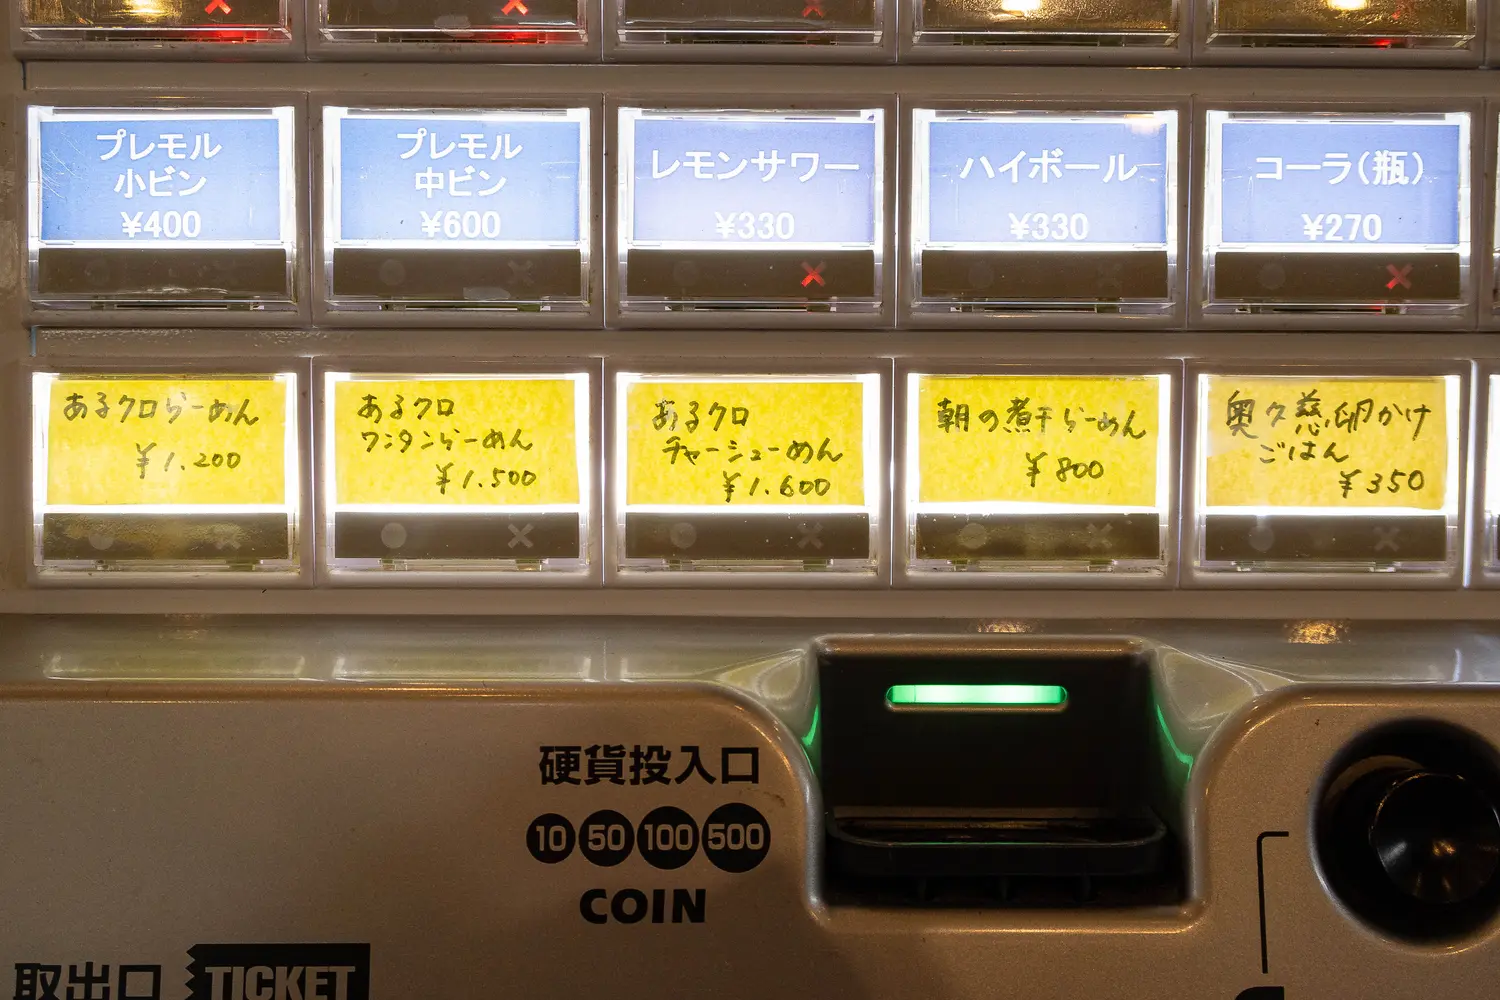 プレモル
小ビン
¥400
プレモル
中ビン
¥600
レモンサワー
¥330
ハイボール
¥330
コーラ(瓶)
¥270
あるクロらーめん
¥1.200
あるクロ
ワンタンらーめん
¥1.500
あるクロ
チャーシューめん
¥1.600
朝の煮干らーめん
¥800
奥久慈卵かけ
ごはん
¥350
硬貨投入口
10 50 100 500
COIN
取出口 TICKET